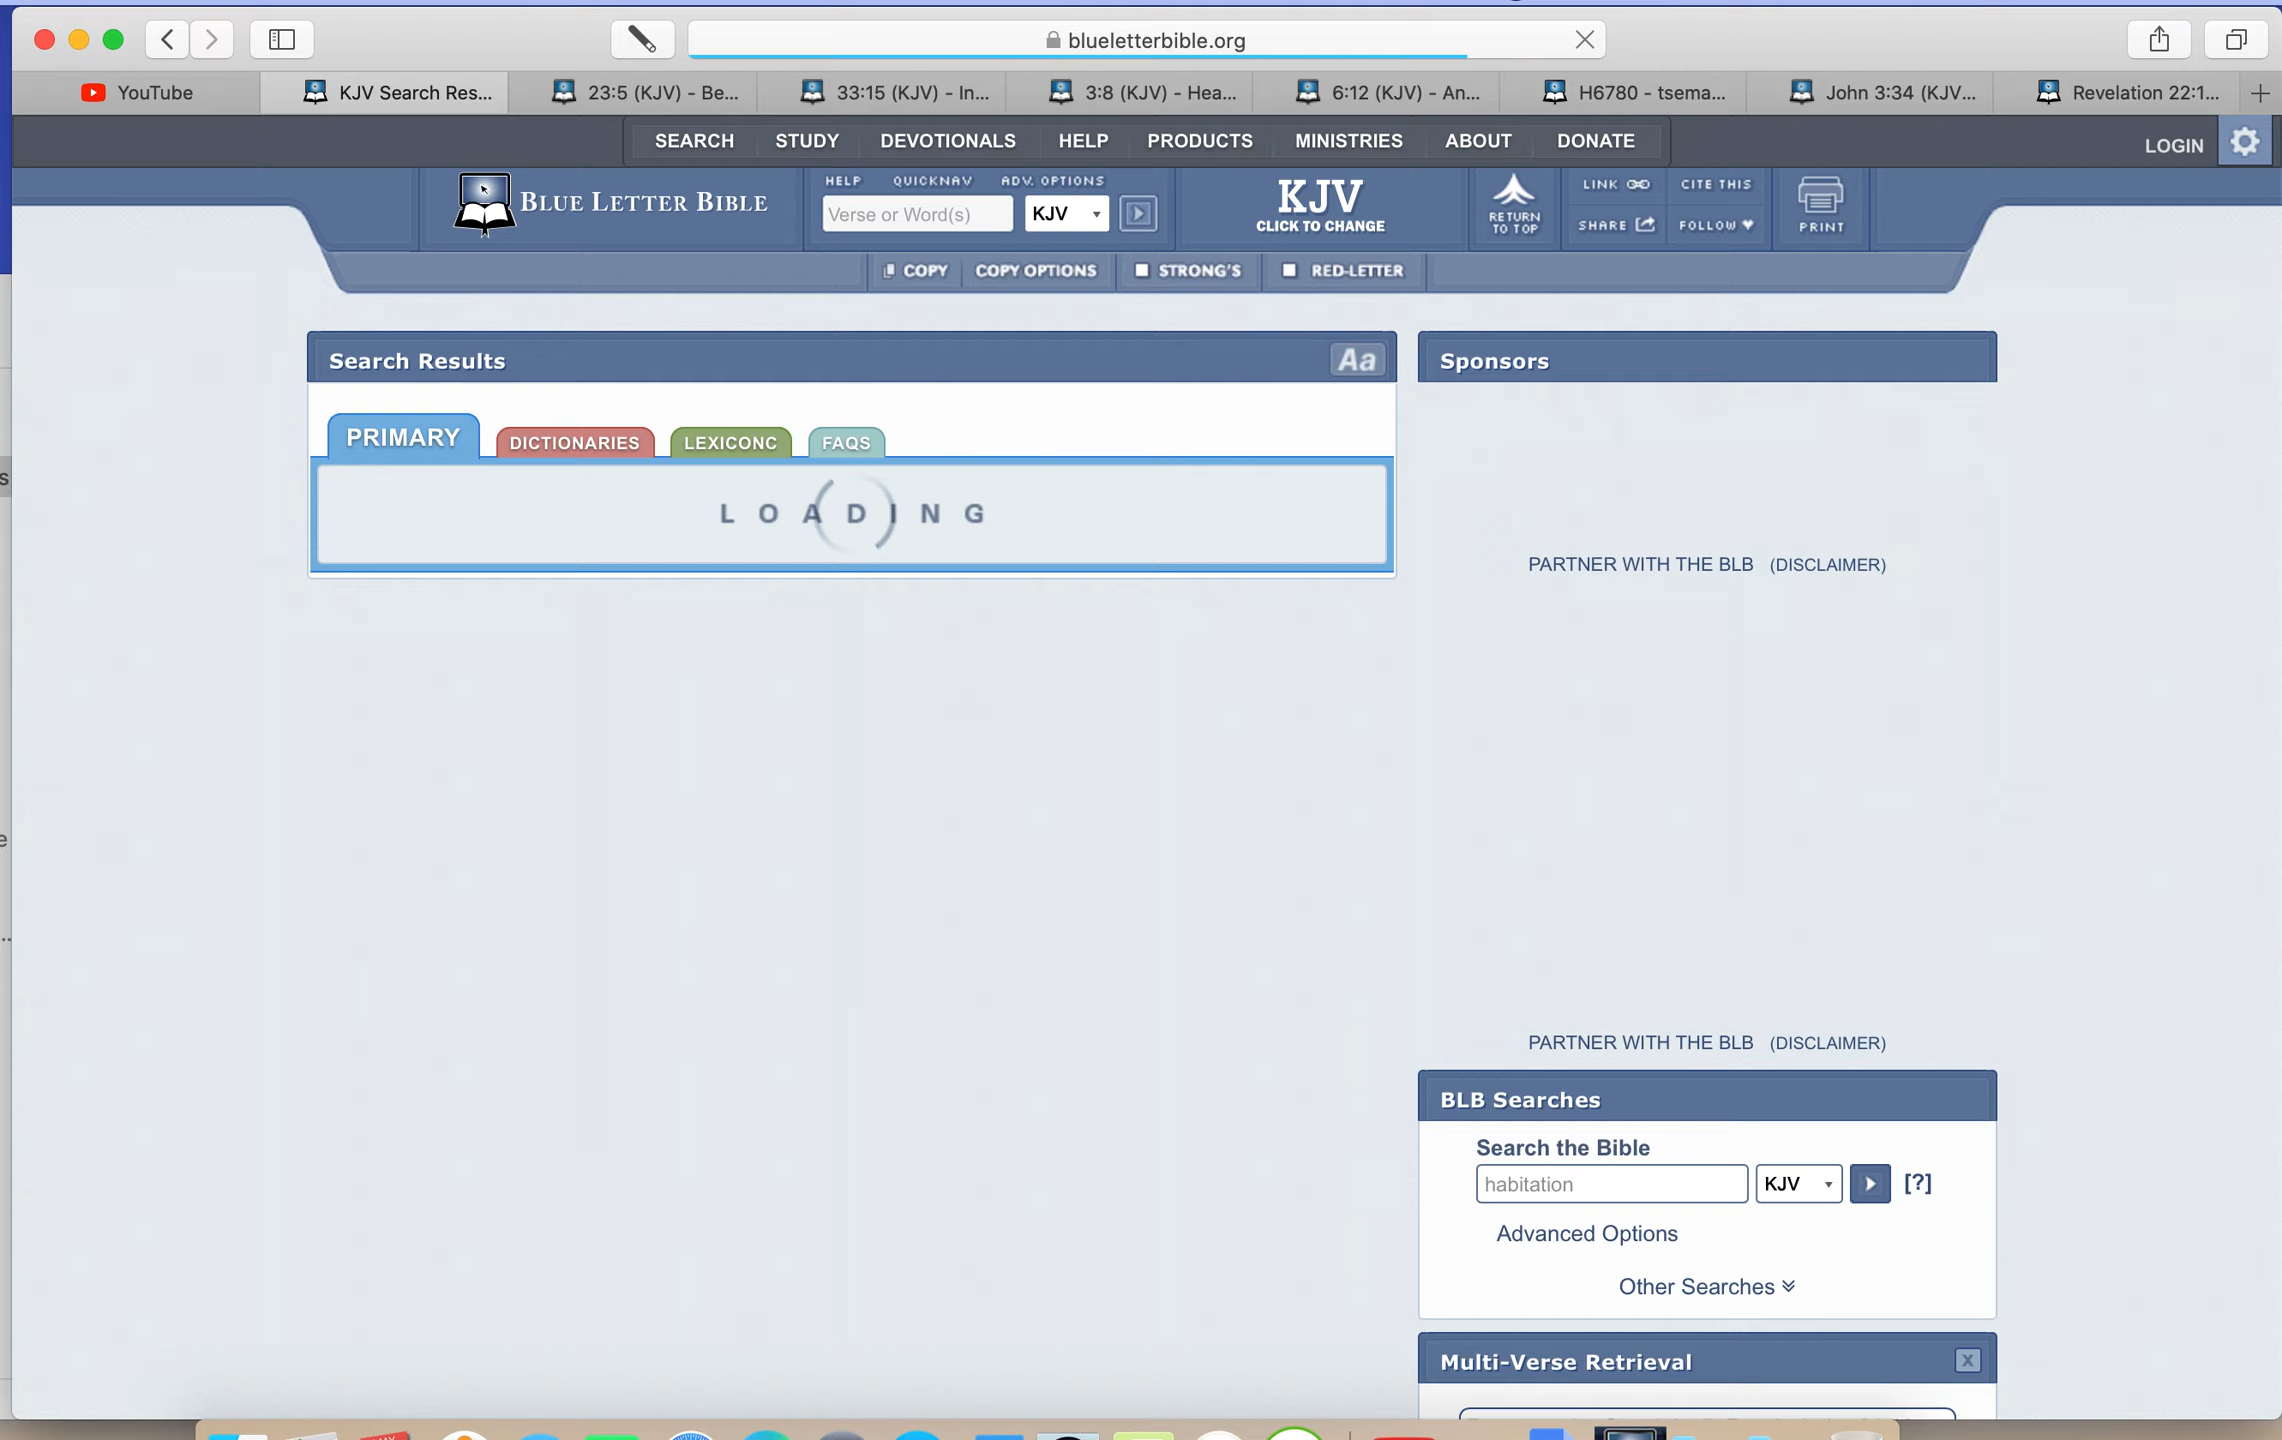 blueletterbible.org
YouTube
KJV Search Res...
23:5 (KJV) - Be...
33:15 (KJV) - In...
3:8 (KJV) - Hea...
6:12 (KJV) - An...
H6780 - tsema...
John 3:34 (KJV...
Revelation 22:1...
SEARCH STUDY DEVOTIONALS HELP PRODUCTS MINISTRIES ABOUT DONATE
LOGIN
BLUE LETTER BIBLE
HELP QUICKNAV ADV. OPTIONS
Verse or Word(s) KJV
KJV
CLICK TO CHANGE
RETURN
TO TOP
LINK CITE THIS
SHARE FOLLOW
PRINT
COPY COPY OPTIONS STRONG'S RED-LETTER
Search Results Aa
PRIMARY DICTIONARIES LEXICONC FAQS
LOADING
Sponsors
PARTNER WITH THE BLB (DISCLAIMER)
PARTNER WITH THE BLB (DISCLAIMER)
BLB Searches
Search the Bible
habitation KJV [?]
Advanced Options
Other Searches
Multi-Verse Retrieval X